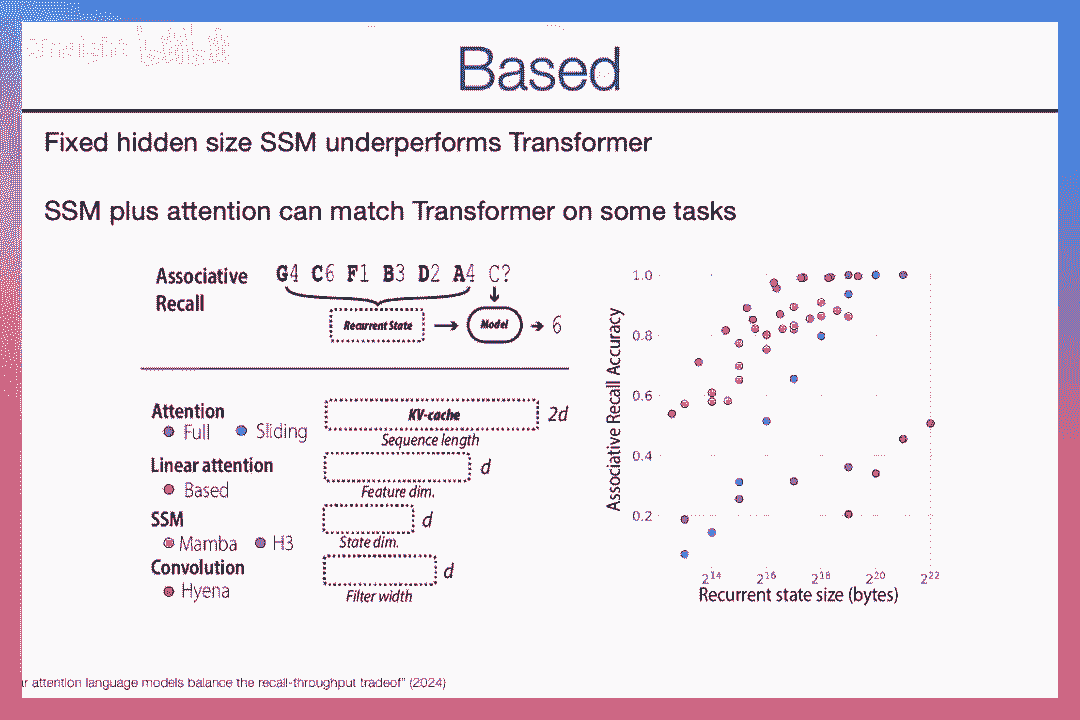 Based
Fixed hidden size SSM underperforms Transformer
SSM plus attention can match Transformer on some tasks
Associative Recall
G4 C6 F1 B3 D2 A4 C?
Recurrent State
Model
6
Attention
Full
Sliding
KV-cache
2d
Sequence length
Linear attention
Based
d
Feature dim.
SSM
Mamba
H3
d
State dim.
Convolution
Hyena
d
Filter width
Associative Recall Accuracy
1.0
0.8
0.6
0.4
0.2
2^14 2^16 2^18 2^20 2^22
Recurrent state size (bytes)
attention language models balance the recall-throughput tradeof" (2024)